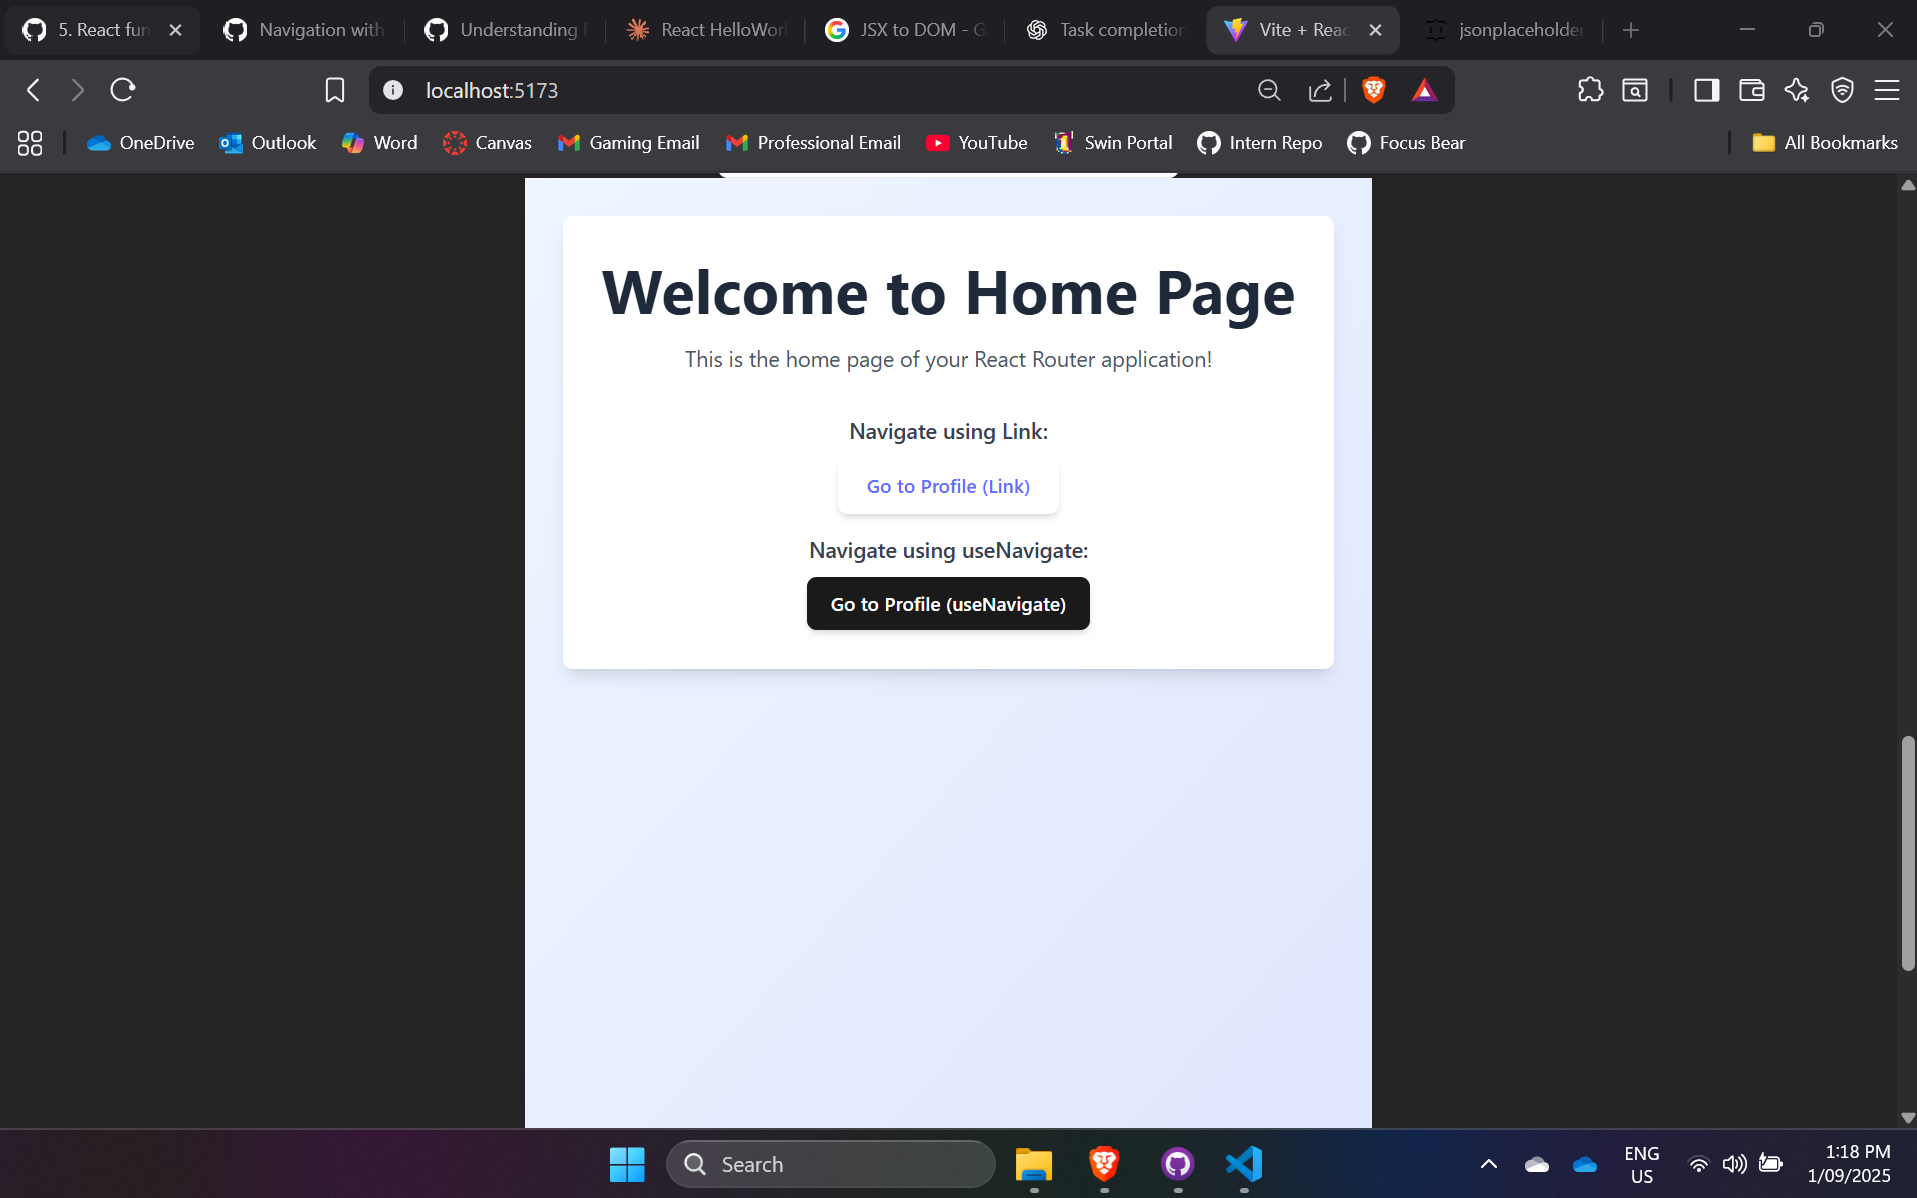 5. React fun
Navigation with
Understanding
React HelloWorl
JSX to DOM - G
Task completion
Vite + Reac
jsonplaceholder
localhost:5173
OneDrive
Outlook
Word
Canvas
Gaming Email
Professional Email
YouTube
Swin Portal
Intern Repo
Focus Bear
All Bookmarks
Welcome to Home Page
This is the home page of your React Router application!
Navigate using Link:
Go to Profile (Link)
Navigate using useNavigate:
Go to Profile (useNavigate)
Search
ENG
US
1:18 PM
1/09/2025